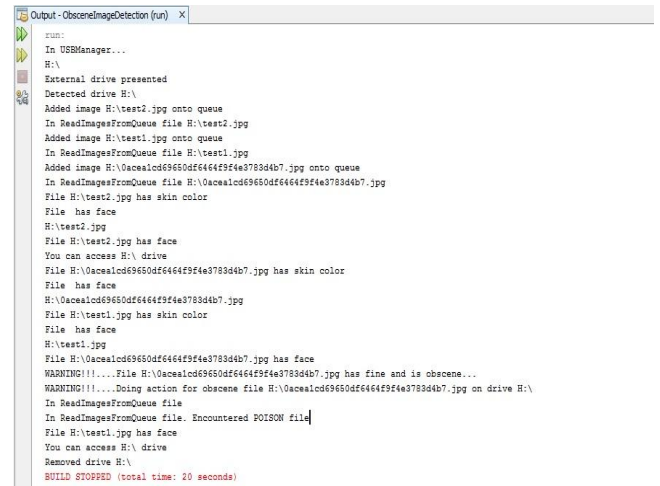 Output - ObsceneImageDetection (run) X
run:
In USBManager...
H:\
External drive presented
Detected drive H:\
Added image H:\test2.jpg onto queue
In ReadImagesFromQueue file H:\test2.jpg
Added image H:\test1.jpg onto queue
In ReadImagesFromQueue file H:\test1.jpg
Added image H:\0acea1cd69650df6464f9f4e3783d4b7.jpg onto queue
In ReadImagesFromQueue file H:\0acea1cd69650df6464f9f4e3783d4b7.jpg
File H:\test2.jpg has skin color
File  has face
H:\test2.jpg
File H:\test2.jpg has face
You can access H:\ drive
File H:\0acea1cd69650df6464f9f4e3783d4b7.jpg has skin color
File  has face
H:\0acea1cd69650df6464f9f4e3783d4b7.jpg
File H:\test1.jpg has skin color
File  has face
H:\test1.jpg
File H:\0acea1cd69650df6464f9f4e3783d4b7.jpg has face
WARNING!!!....File H:\0acea1cd69650df6464f9f4e3783d4b7.jpg has fine and is obscene...
WARNING!!!....Doing action for obscene file H:\0acea1cd69650df6464f9f4e3783d4b7.jpg on drive H:\
In ReadImagesFromQueue file
In ReadImagesFromQueue file. Encountered POISON file
File H:\test1.jpg has face
You can access H:\ drive
Removed drive H:\
BUILD STOPPED (total time: 20 seconds)